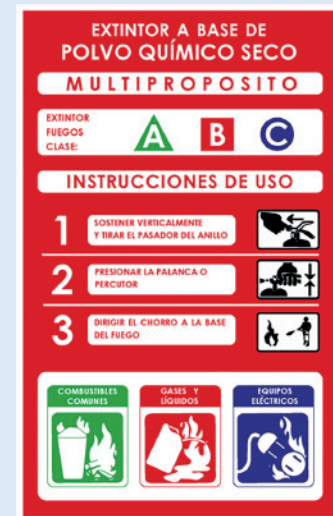 EXTINTOR A BASE DE
POLVO QUÍMICO SECO
MULTIPROPOSITO
EXTINTOR
FUEGOS
CLASE:
A B C
INSTRUCCIONES DE USO
1 SOSTENER VERTICALMENTE
Y TIRAR EL PASADOR DEL ANILLO
2 PRESIONAR LA PALANCA O
PERCUTOR
3 DIRIGIR EL CHORRO A LA BASE
DEL FUEGO
COMBUSTIBLES
COMUNES
GASES Y
LÍQUIDOS
EQUIPOS
ELÉCTRICOS